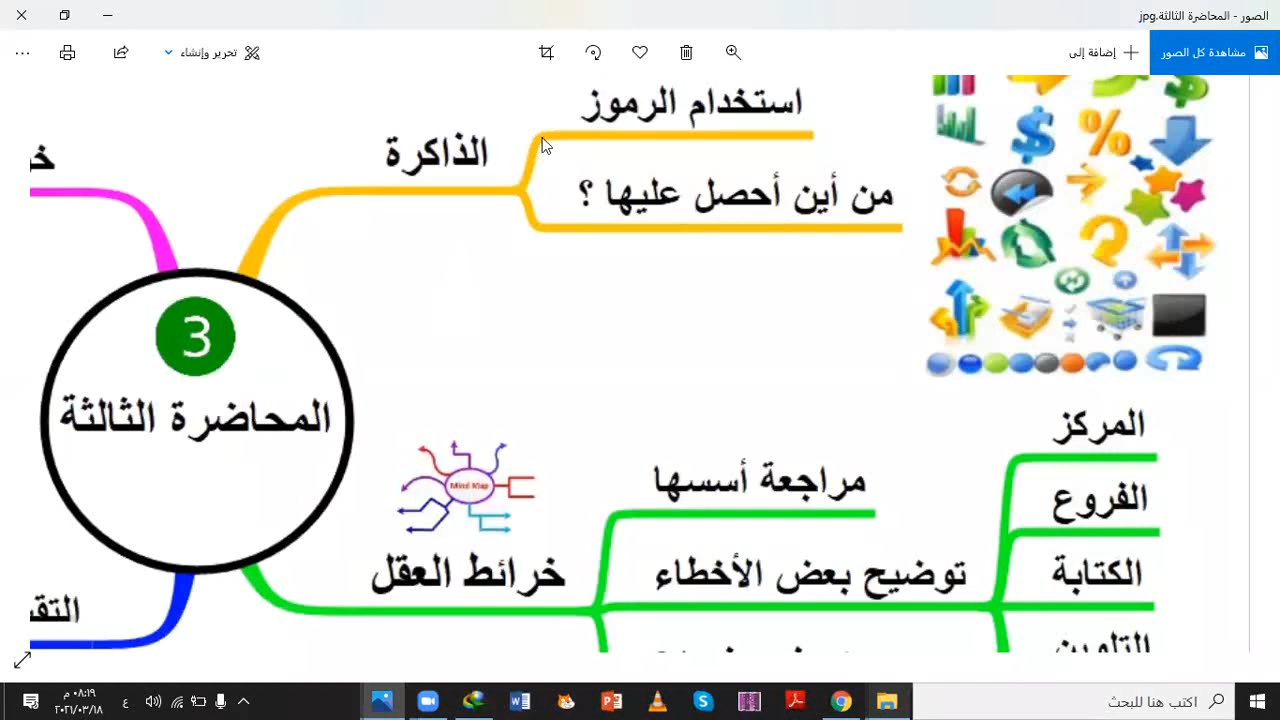 الصور - المحاضرة الثالثة.jpg
مشاهدة كل الصور
إضافة إلى
تحرير وإنشاء
استخدام الرموز
الذاكرة
من أين أحصل عليها ؟
3
المحاضرة الثالثة
المركز
مراجعة أسسها
Mind Map
الفروع
خرائط العقل
توضيح بعض الأخطاء
الكتابة
التلوين
اكتب هنا للبحث
ع
٠٨:١٩ م
٢٠٢١/٠٣/١٨